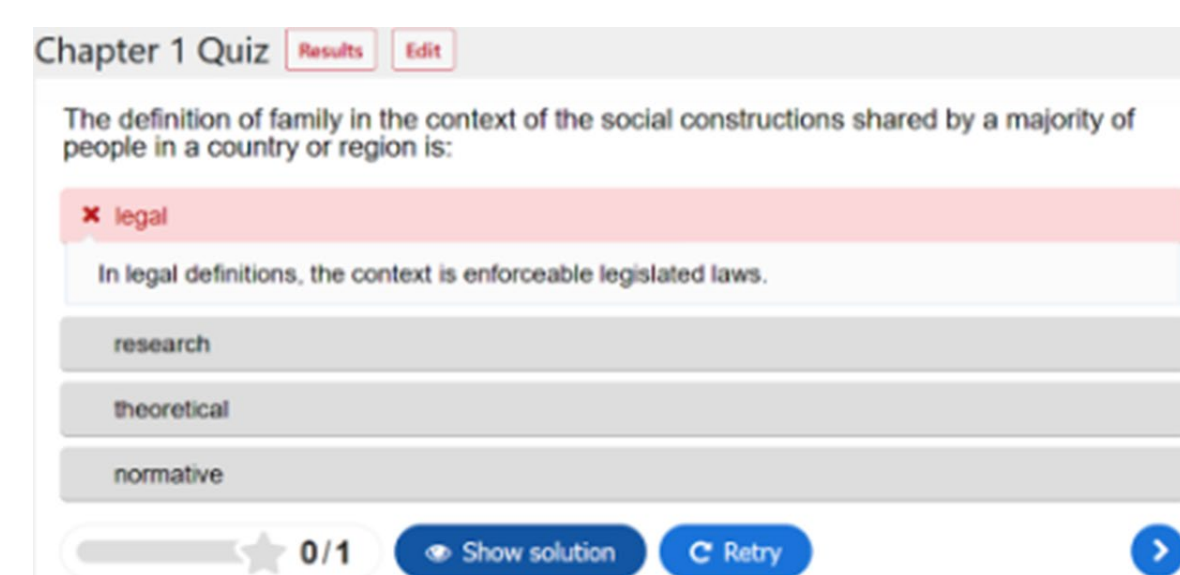 Chapter 1 Quiz Results Edit
The definition of family in the context of the social constructions shared by a majority of
people in a country or region is:
legal
In legal definitions, the context is enforceable legislated laws.
research
theoretical
normative
0/1 Show solution Retry